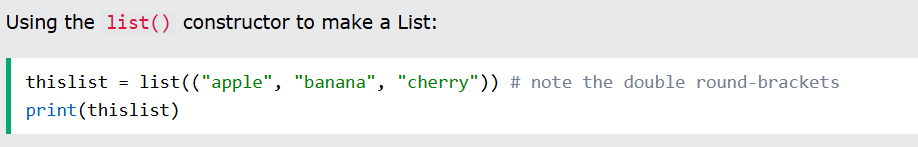 Using the list() constructor to make a List:
thislist = list(("apple", "banana", "cherry")) # note the double round-brackets
print(thislist)